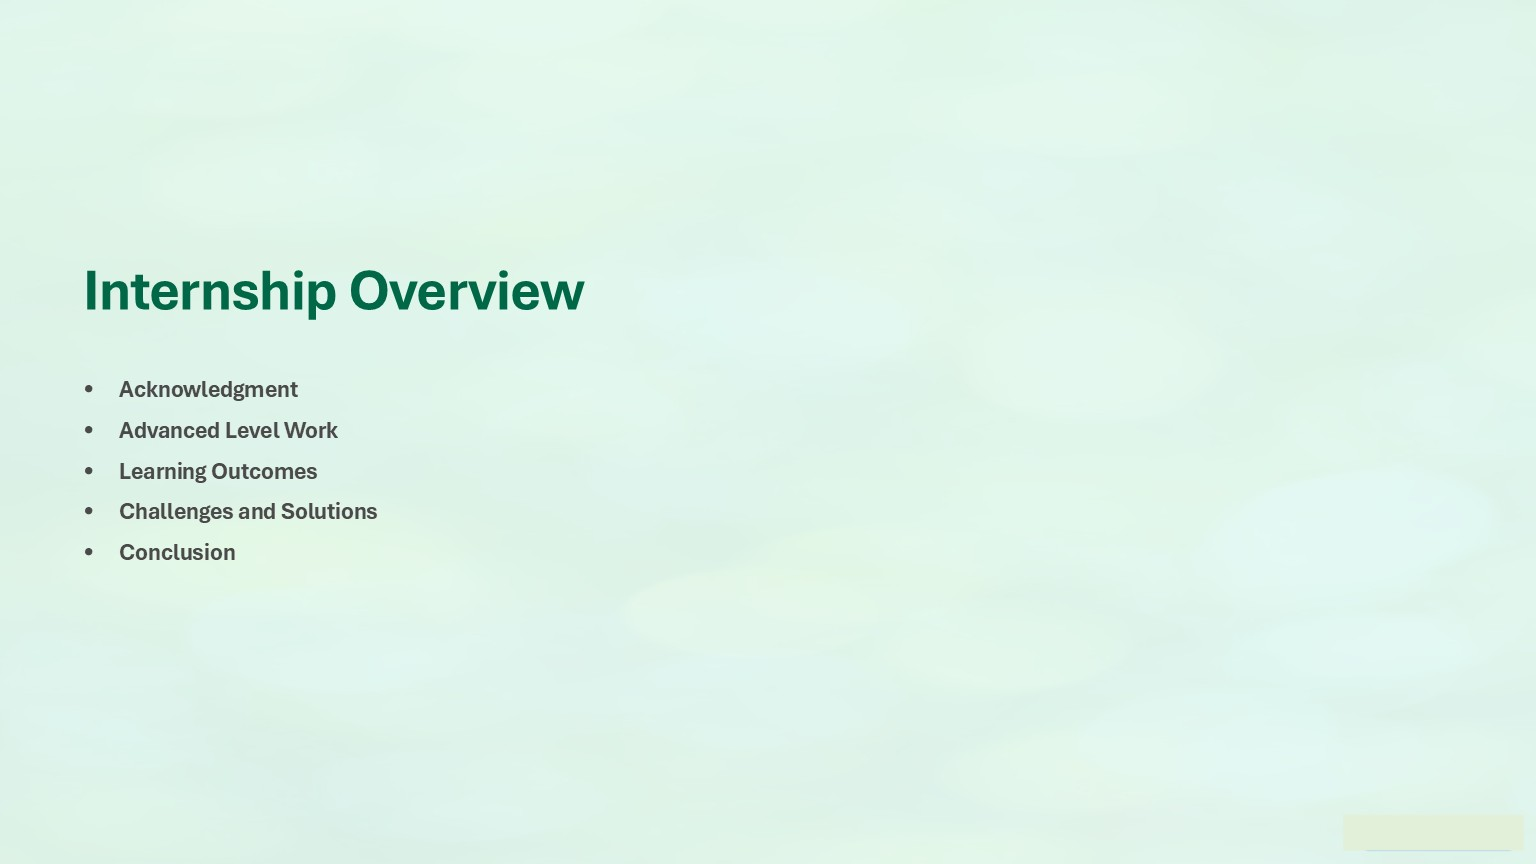 Internship Overview
• Acknowledgment
• Advanced Level Work
• Learning Outcomes
• Challenges and Solutions
• Conclusion